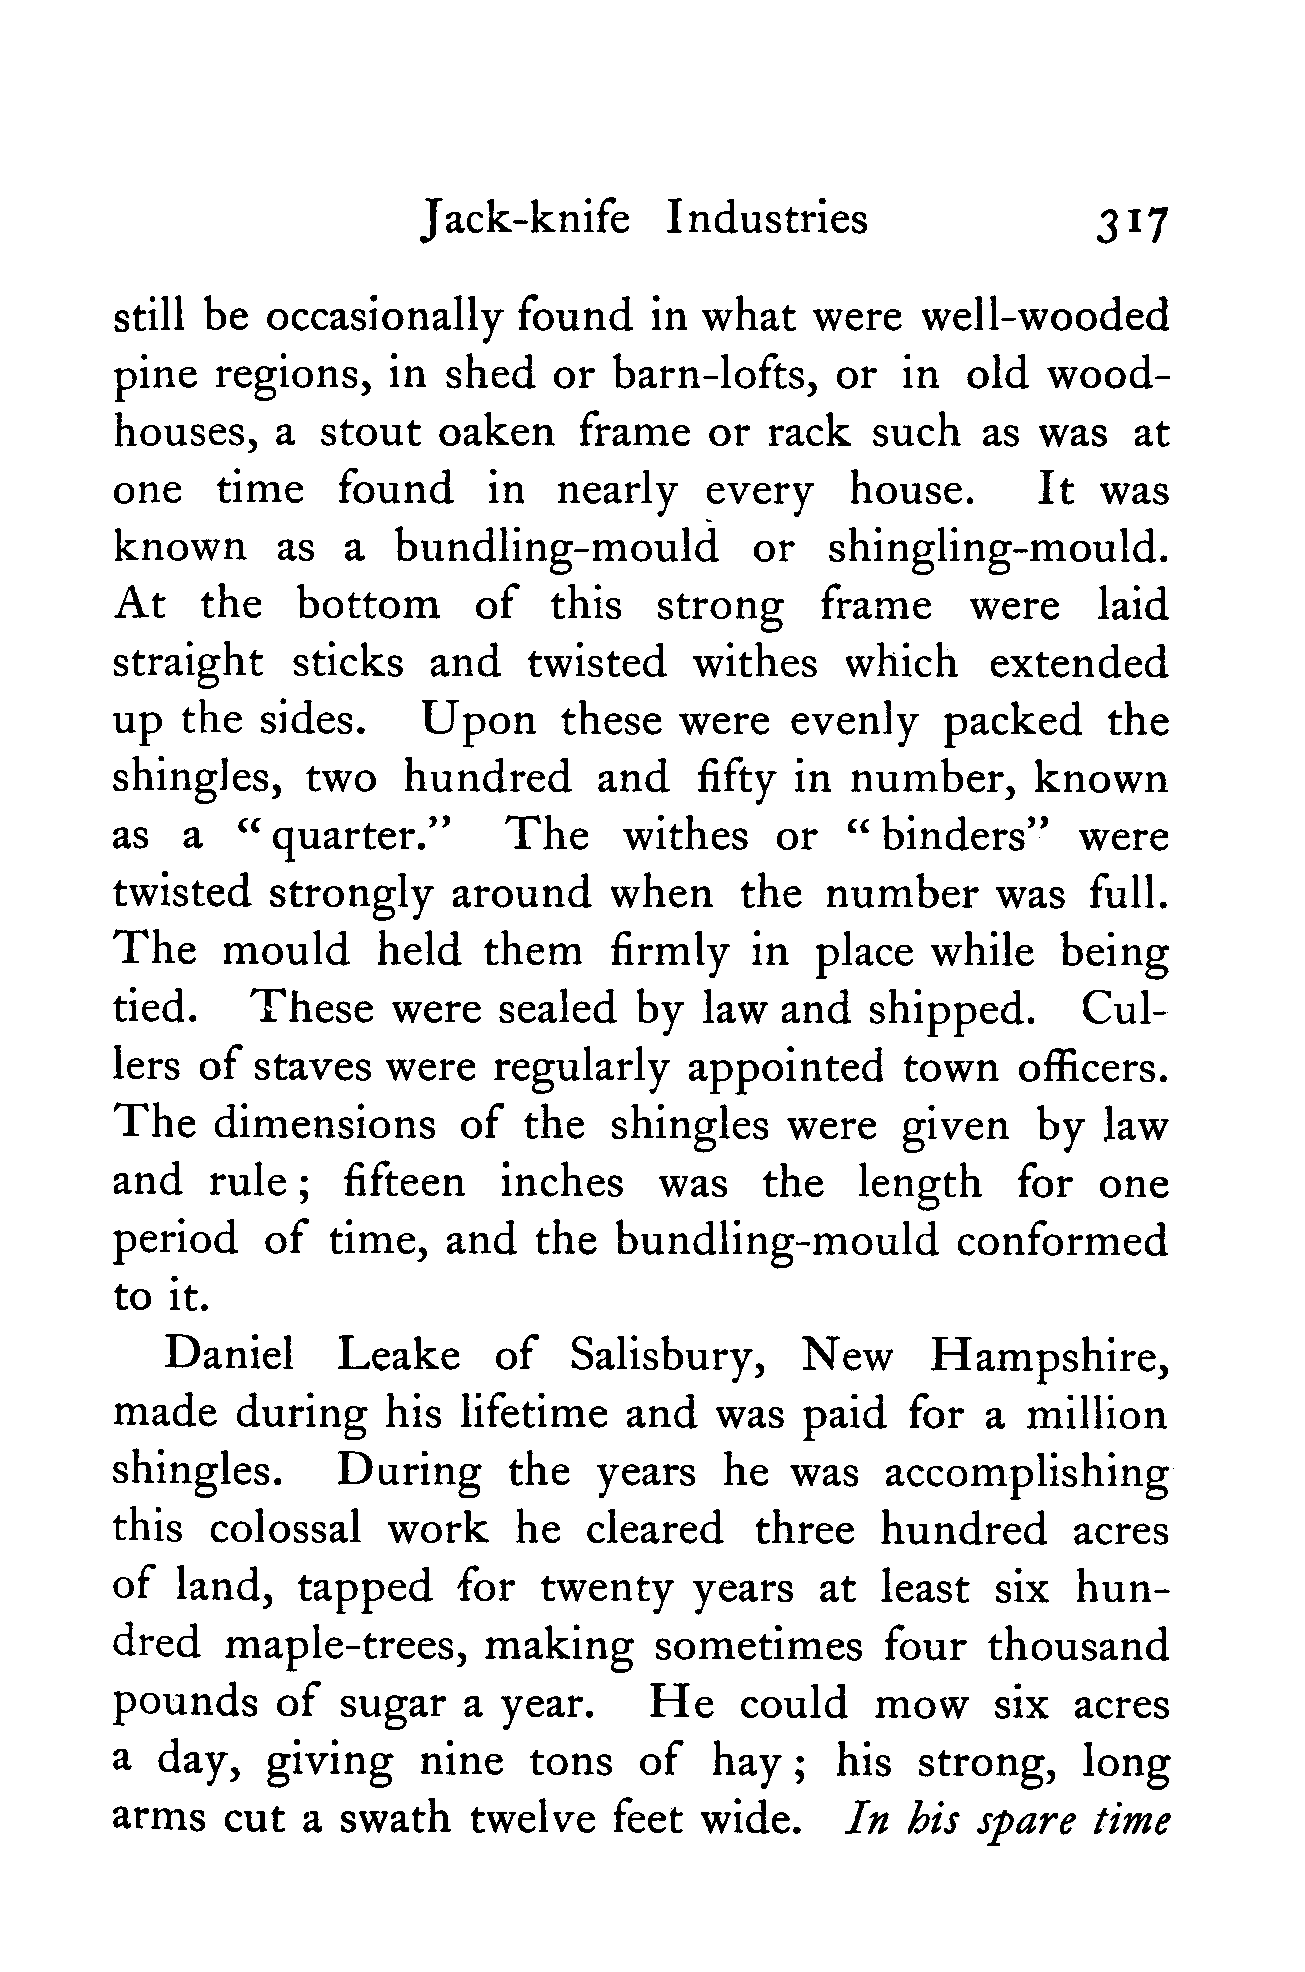 Jack-knife Industries 317
still be occasionally found in what were well-wooded
pine regions, in shed or barn-lofts, or in old wood-
houses, a stout oaken frame or rack such as was at
one time found in nearly every house. It was
known as a bundling-mould or shingling-mould.
At the bottom of this strong frame were laid
straight sticks and twisted withes which extended
up the sides. Upon these were evenly packed the
shingles, two hundred and fifty in number, known
as a “quarter.” The withes or “binders” were
twisted strongly around when the number was full.
The mould held them firmly in place while being
tied. These were sealed by law and shipped. Cul-
lers of staves were regularly appointed town officers.
The dimensions of the shingles were given by law
and rule; fifteen inches was the length for one
period of time, and the bundling-mould conformed
to it.
Daniel Leake of Salisbury, New Hampshire,
made during his lifetime and was paid for a million
shingles. During the years he was accomplishing
this colossal work he cleared three hundred acres
of land, tapped for twenty years at least six hun-
dred maple-trees, making sometimes four thousand
pounds of sugar a year. He could mow six acres
a day, giving nine tons of hay; his strong, long
arms cut a swath twelve feet wide. In his spare time